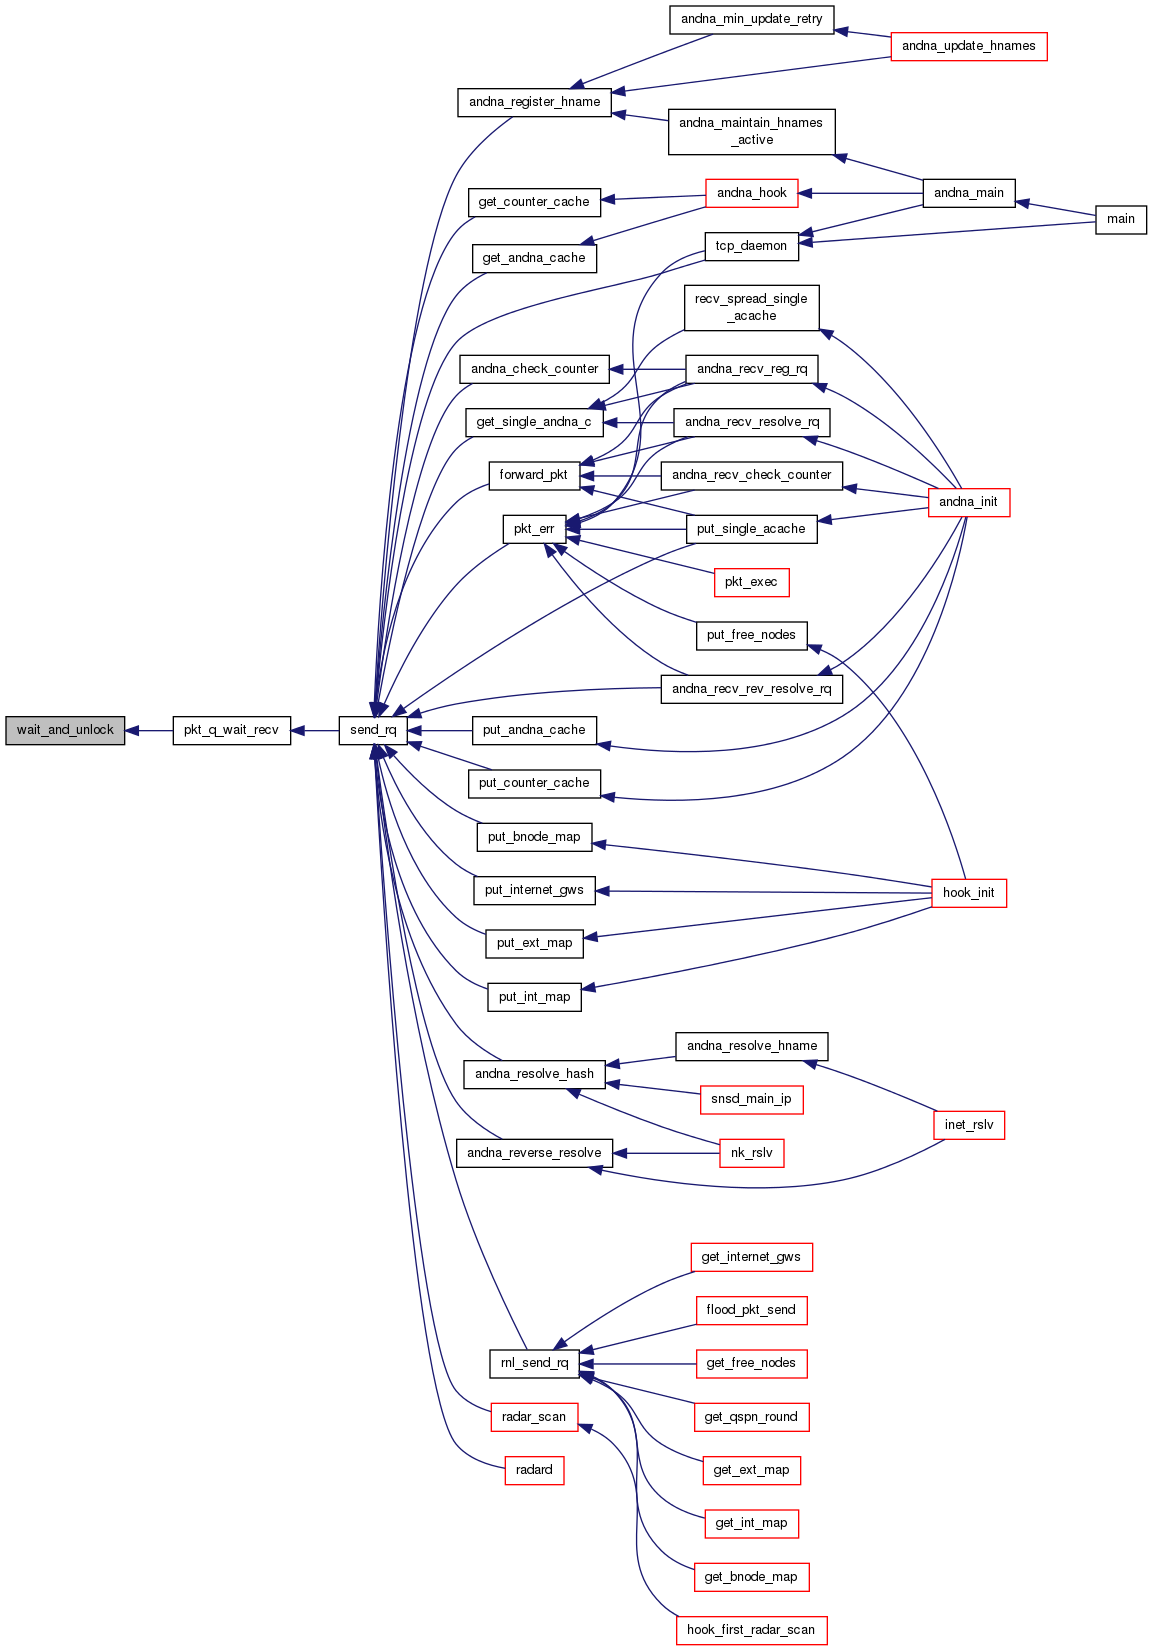 andna_min_update_retry
andna_update_hnames
andna_register_hname
andna_maintain_hnames
_active
andna_hook
andna_main
get_counter_cache
main
tcp_daemon
get_andna_cache
recv_spread_single
_acache
andna_check_counter
andna_recv_reg_rq
get_single_andna_c
andna_recv_resolve_rq
forward_pkt
andna_recv_check_counter
andna_init
pkt_err
put_single_acache
pkt_exec
put_free_nodes
andna_recv_rev_resolve_rq
wait_and_unlock
pkt_q_wait_recv
send_rq
put_andna_cache
put_counter_cache
put_bnode_map
put_internet_gws
hook_init
put_ext_map
put_int_map
andna_resolve_hname
andna_resolve_hash
snsd_main_ip
inet_rslv
andna_reverse_resolve
nk_rslv
get_internet_gws
flood_pkt_send
rnl_send_rq
get_free_nodes
radar_scan
get_qspn_round
radard
get_ext_map
get_int_map
get_bnode_map
hook_first_radar_scan